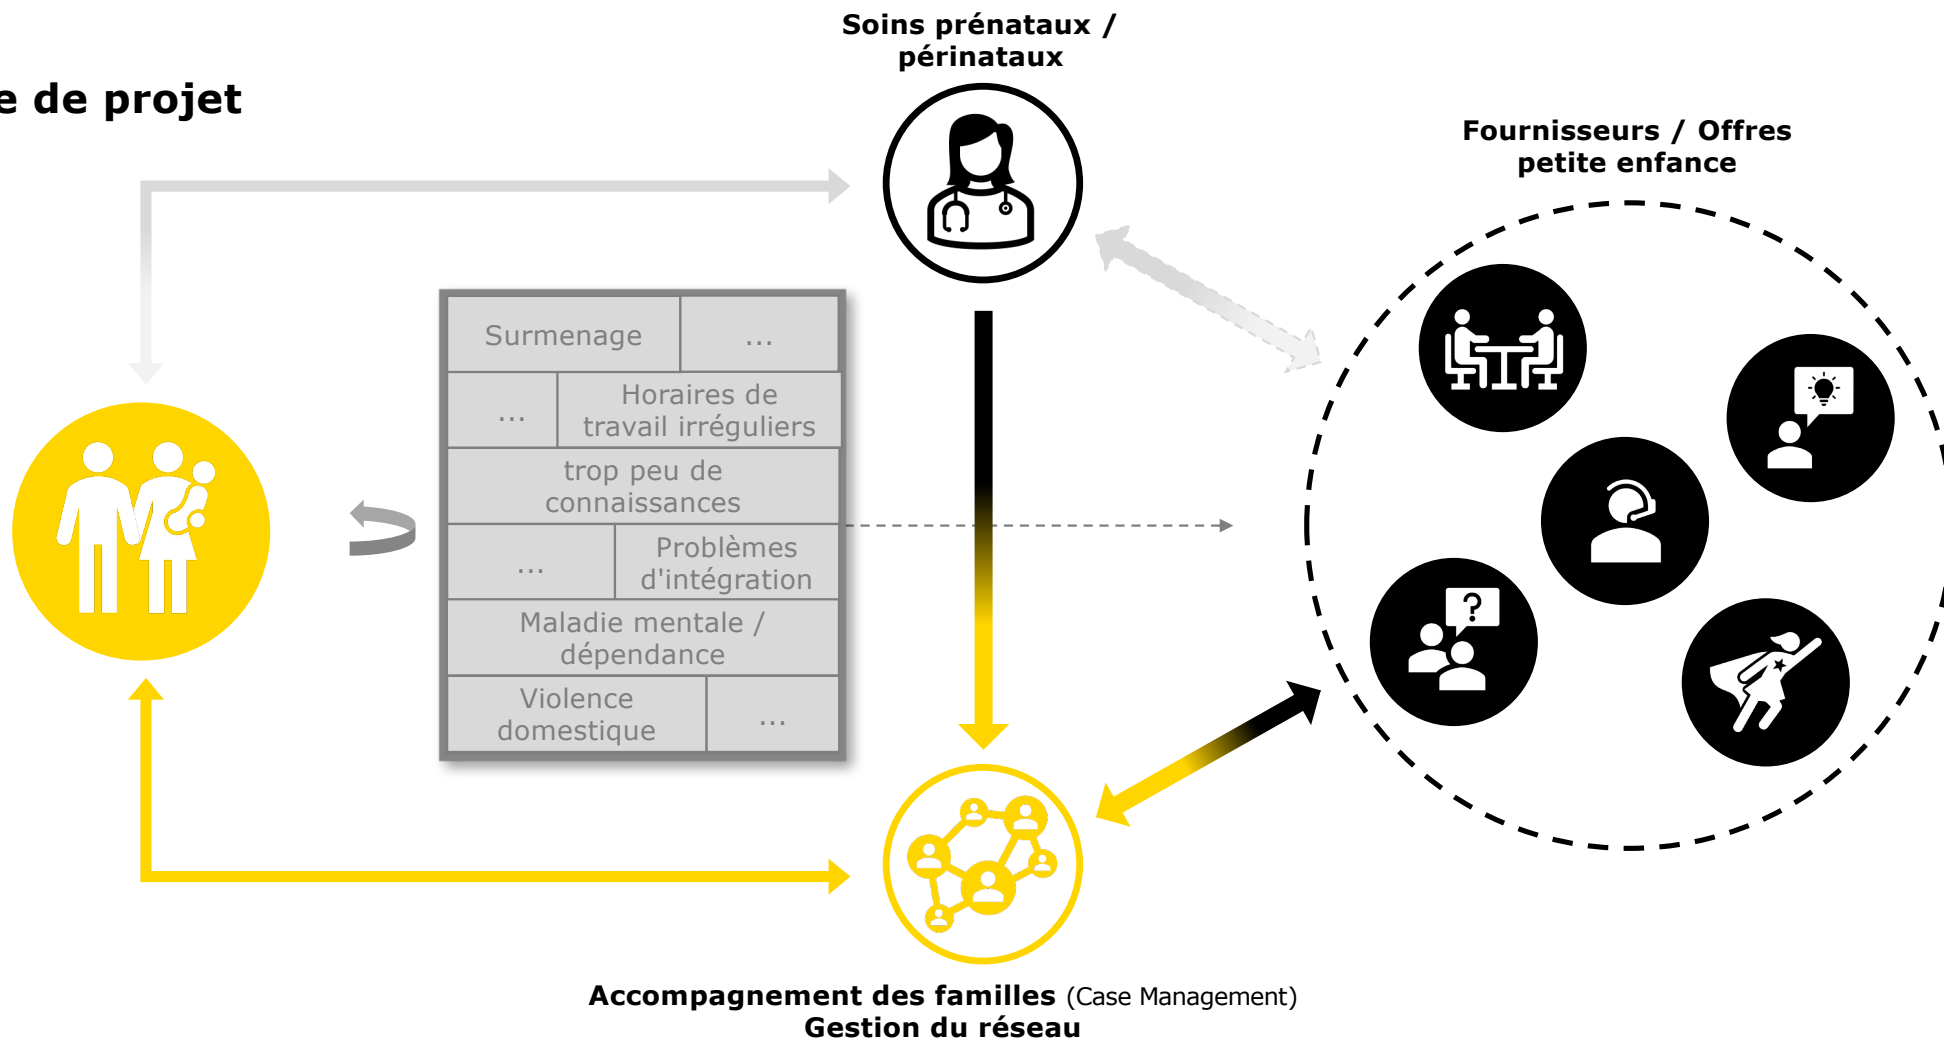 Soins prénataux /
périnataux
e de projet
Fournisseurs / Offres
petite enfance
Surmenage
...
...
Horaires de
travail irréguliers
trop peu de
connaissances
...
Problèmes
d'intégration
Maladie mentale /
dépendance
Violence
domestique
...
?
Accompagnement des familles (Case Management)
Gestion du réseau